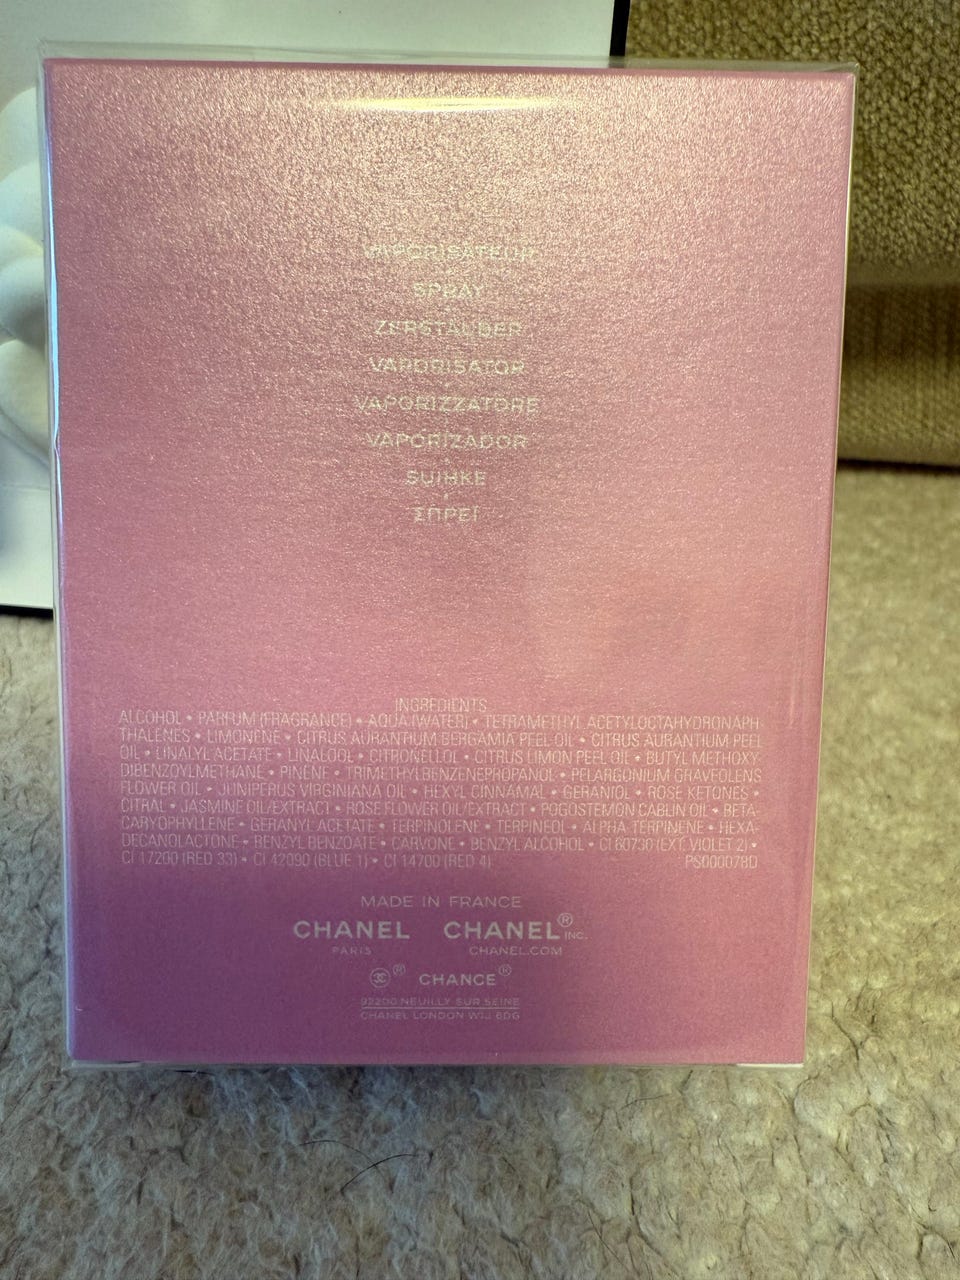 VAPORISATEUR
SPRAY
ZERSTÄUBER
VAPORISATOR
VAPORIZZATORE
VAPORIZADOR
SUIHKE
ΣΠΡΕΪ
INGREDIENTS
ALCOHOL • PARFUM (FRAGRANCE) • AQUA (WATER) • TETRAMETHYL ACETYLOCTAHYDRONAPH-
THALENES • LIMONENE • CITRUS AURANTIUM BERGAMIA PEEL OIL • CITRUS AURANTIUM PEEL
OIL • LINALYL ACETATE • LINALOOL • CITRONELLOL • CITRUS LIMON PEEL OIL • BUTYL METHOXY-
DIBENZOYLMETHANE • PINENE • TRIMETHYLBENZENEPROPANOL • PELARGONIUM GRAVEOLENS
FLOWER OIL • JUNIPERUS VIRGINIANA OIL • HEXYL CINNAMAL • GERANIOL • ROSE KETONES •
CITRAL • JASMINE OIL/EXTRACT • ROSE FLOWER OIL/EXTRACT • POGOSTEMON CABLIN OIL • BETA-
CARYOPHYLLENE • GERANYL ACETATE • TERPINOLENE • TERPINEOL • ALPHA TERPINENE • HEXA-
DECANOLACTONE • BENZYL BENZOATE • CARVONE • BENZYL ALCOHOL • CI 60730 (EXT. VIOLET 2) •
CI 17200 (RED 33) • CI 42090 (BLUE 1) • CI 14700 (RED 4) PS000078D
MADE IN FRANCE
CHANEL CHANEL® INC.
PARIS CHANEL.COM
® CHANCE®
92200 NEUILLY SUR SEINE
CHANEL LONDON W1J 6DG